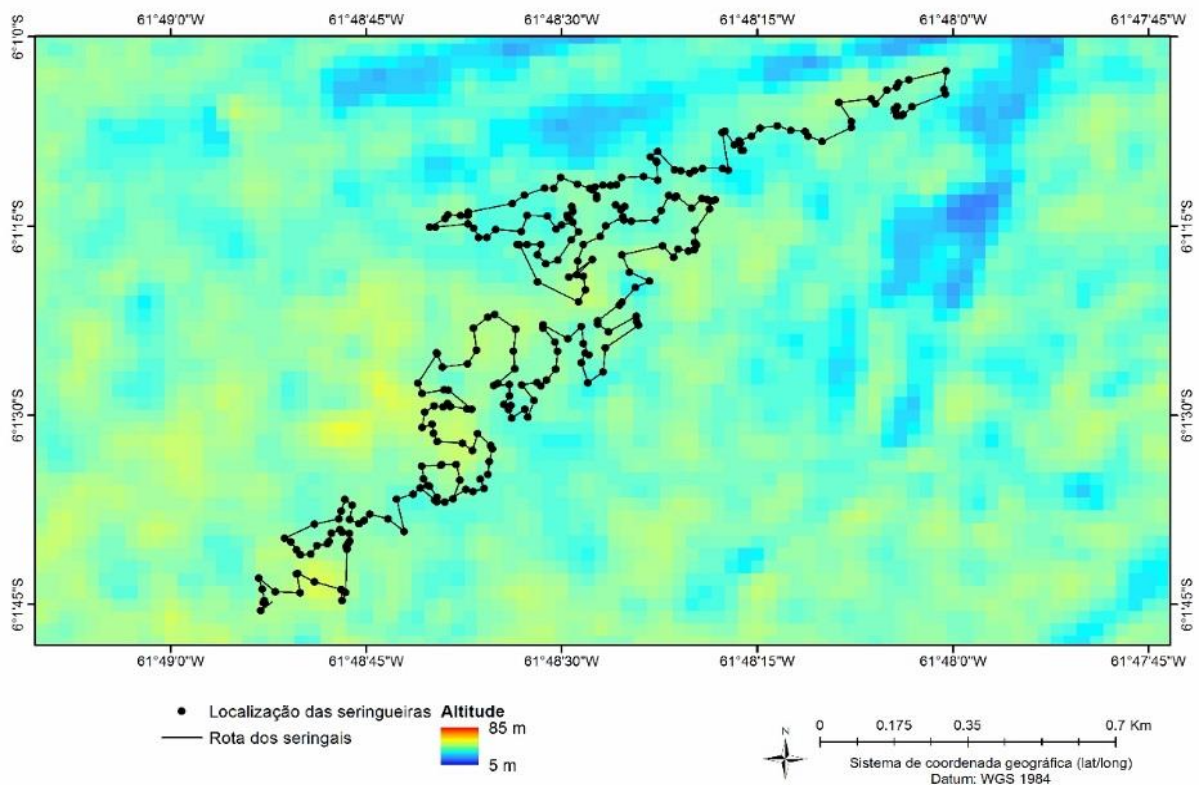 61°49'0"W 61°48'45"W 61°48'30"W 61°48'15"W 61°48'0"W 61°47'45"W
6°1'0"S 6°1'0"S
6°1'15"S 6°1'15"S
6°1'30"S 6°1'30"S
6°1'45"S 6°1'45"S
61°49'0"W 61°48'45"W 61°48'30"W 61°48'15"W 61°48'0"W 61°47'45"W
Localização das seringueiras
Rota dos seringais
Altitude
85 m
5 m
N
0 0.175 0.35 0.7 Km
Sistema de coordenada geográfica (lat/long)
Datum: WGS 1984